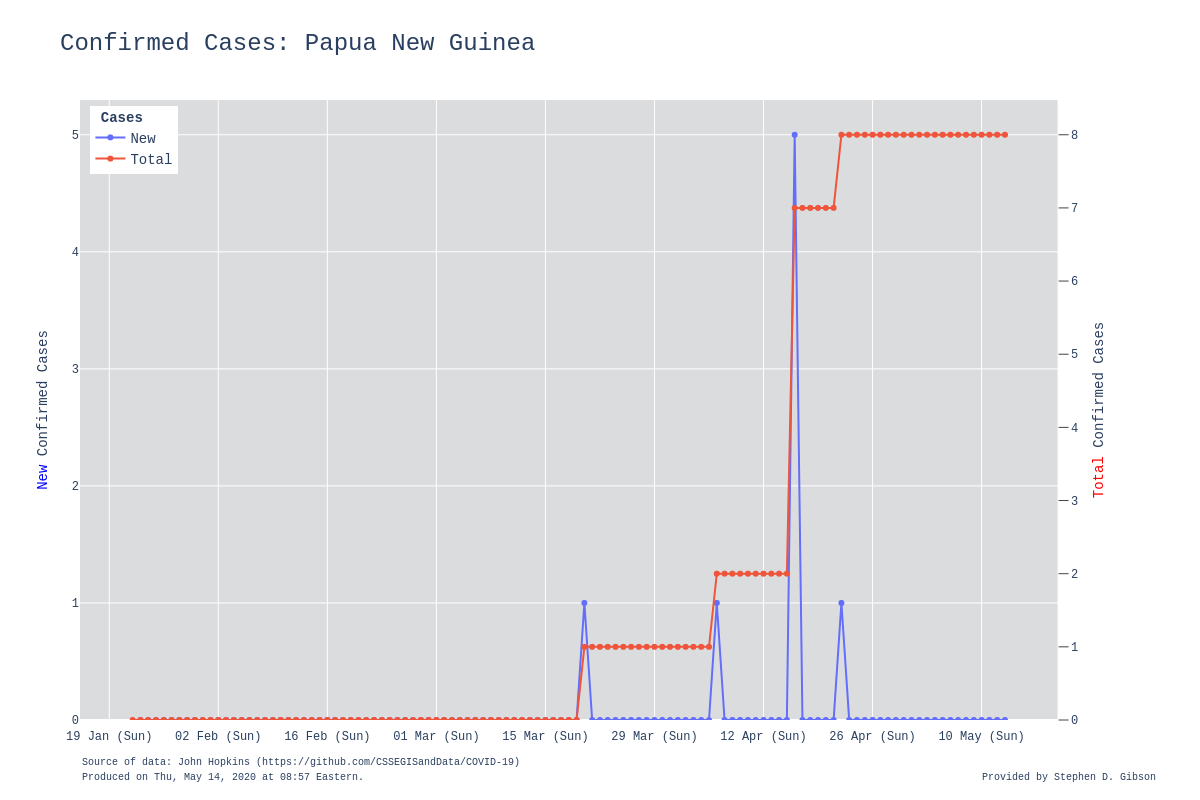 Confirmed Cases: Papua New Guinea
Cases
New
Total
5
4
3
2
1
0
8
7
6
5
4
3
2
1
0
New Confirmed Cases
Total Confirmed Cases
19 Jan (Sun) 02 Feb (Sun) 16 Feb (Sun) 01 Mar (Sun) 15 Mar (Sun) 29 Mar (Sun) 12 Apr (Sun) 26 Apr (Sun) 10 May (Sun)
Source of data: John Hopkins (https://github.com/CSSEGISandData/COVID-19)
Produced on Thu, May 14, 2020 at 08:57 Eastern.
Provided by Stephen D. Gibson